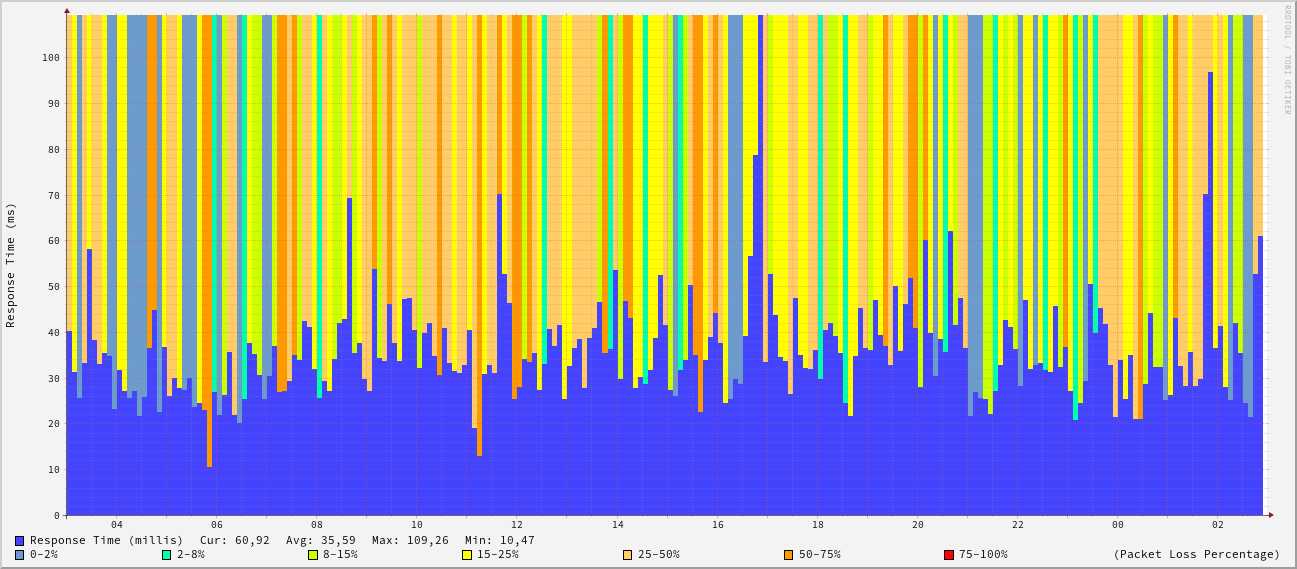 RRDTOOL / TOBI OETIKER
Response Time (ms)
100
90
80
70
60
50
40
30
20
10
0
04 06 08 10 12 14 16 18 20 22 00 02
Response Time (millis) Cur: 60,92 Avg: 35,59 Max: 109,26 Min: 10,47
0-2% 2-8% 8-15% 15-25% 25-50% 50-75% 75-100% (Packet Loss Percentage)